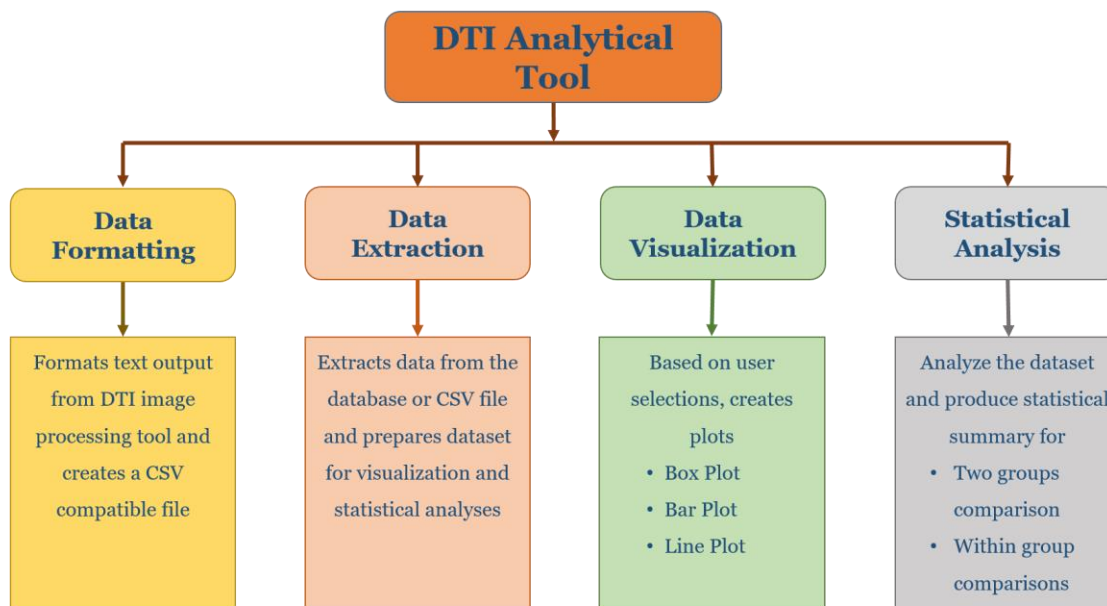 DTI Analytical
Tool
Data
Formatting
Data
Extraction
Data
Visualization
Statistical
Analysis
Formats text output
from DTI image
processing tool and
creates a CSV
compatible file
Extracts data from the
database or CSV file
and prepares dataset
for visualization and
statistical analyses
Based on user
selections, creates
plots
• Box Plot
• Bar Plot
• Line Plot
Analyze the dataset
and produce statistical
summary for
• Two groups
comparison
• Within group
comparisons